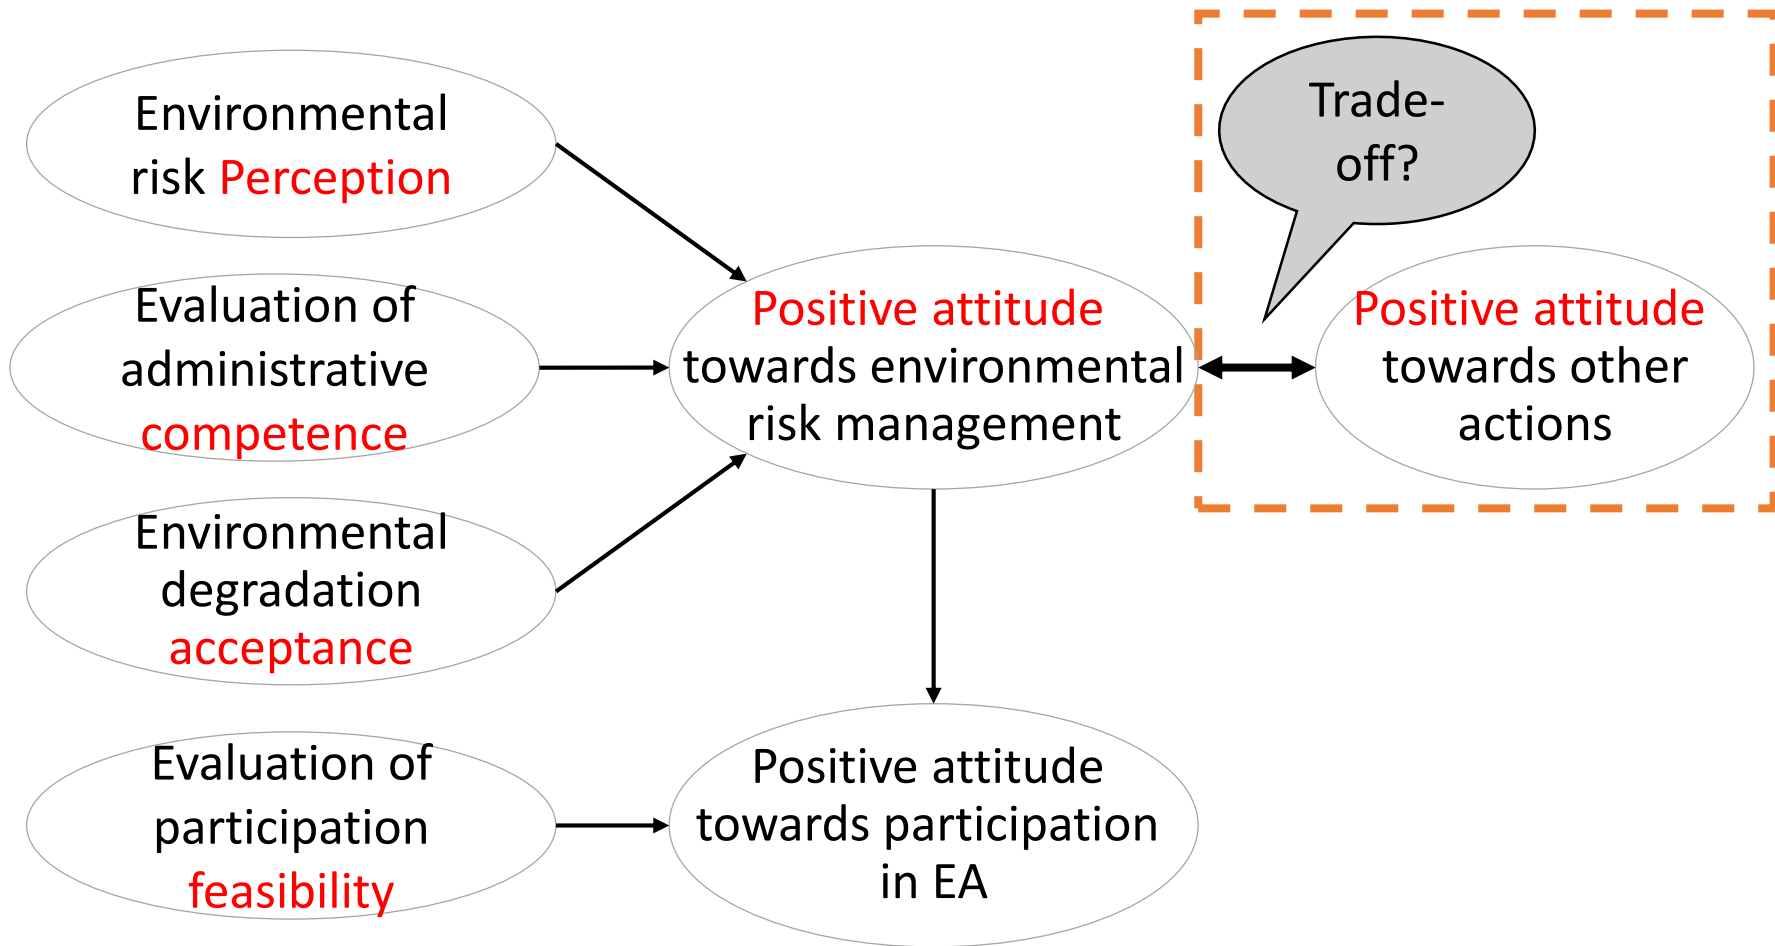 Environmental
risk Perception
Evaluation of
administrative
competence
Environmental
degradation
acceptance
Evaluation of
participation
feasibility
Positive attitude
towards environmental
risk management
Positive attitude
towards participation
in EA
Trade-
off?
Positive attitude
towards other
actions